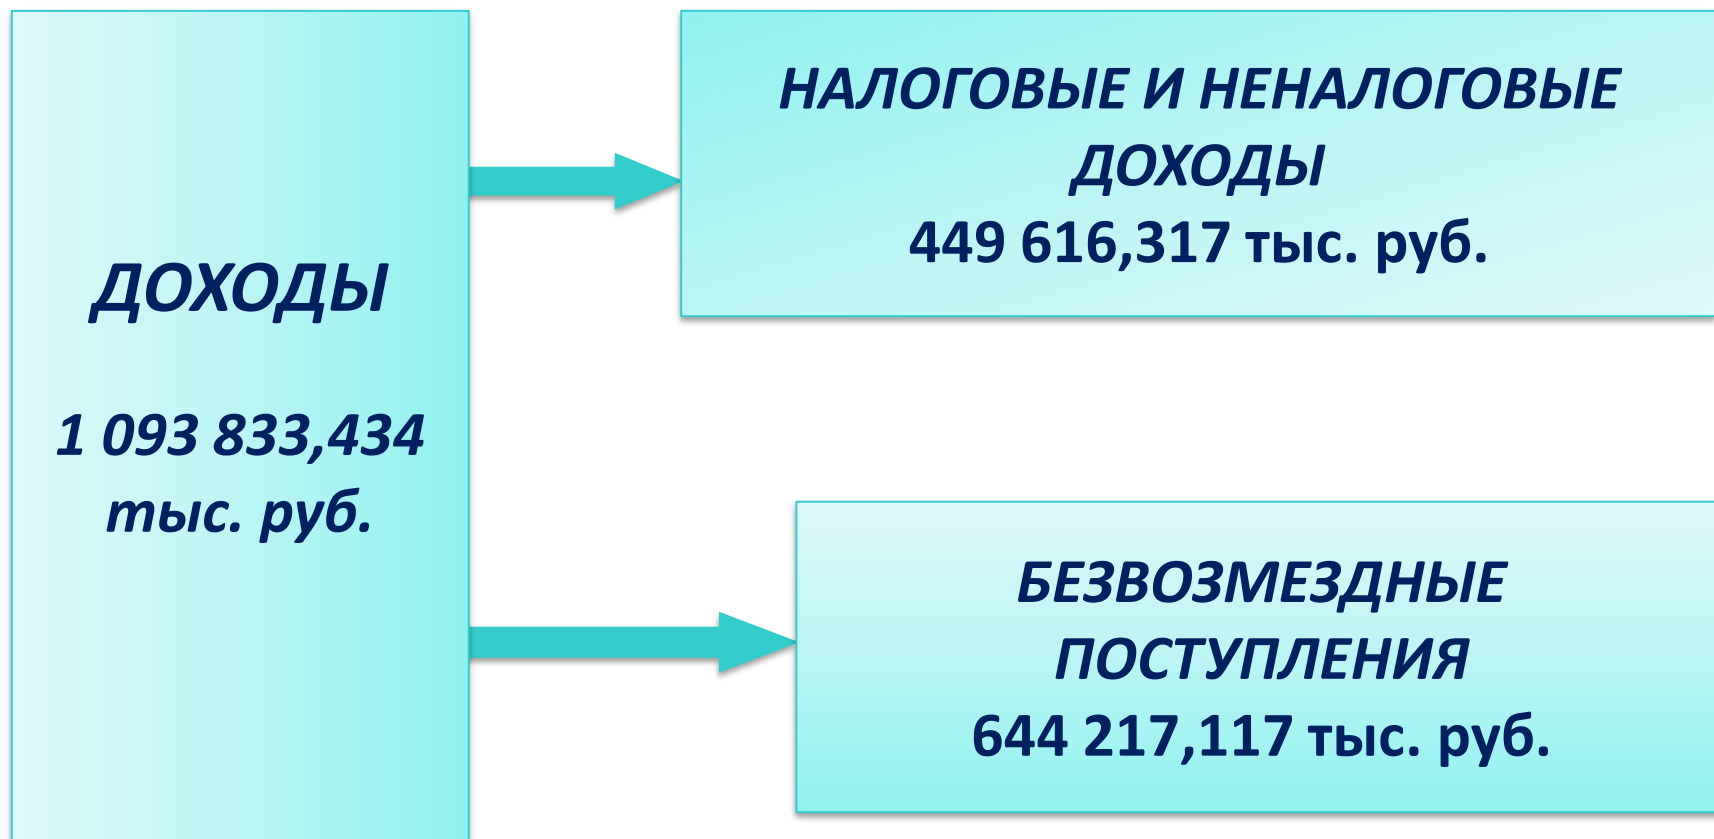 ДОХОДЫ
1 093 833,434
тыс. руб.
НАЛОГОВЫЕ И НЕНАЛОГОВЫЕ
ДОХОДЫ
449 616,317 тыс. руб.
БЕЗВОЗМЕЗДНЫЕ
ПОСТУПЛЕНИЯ
644 217,117 тыс. руб.